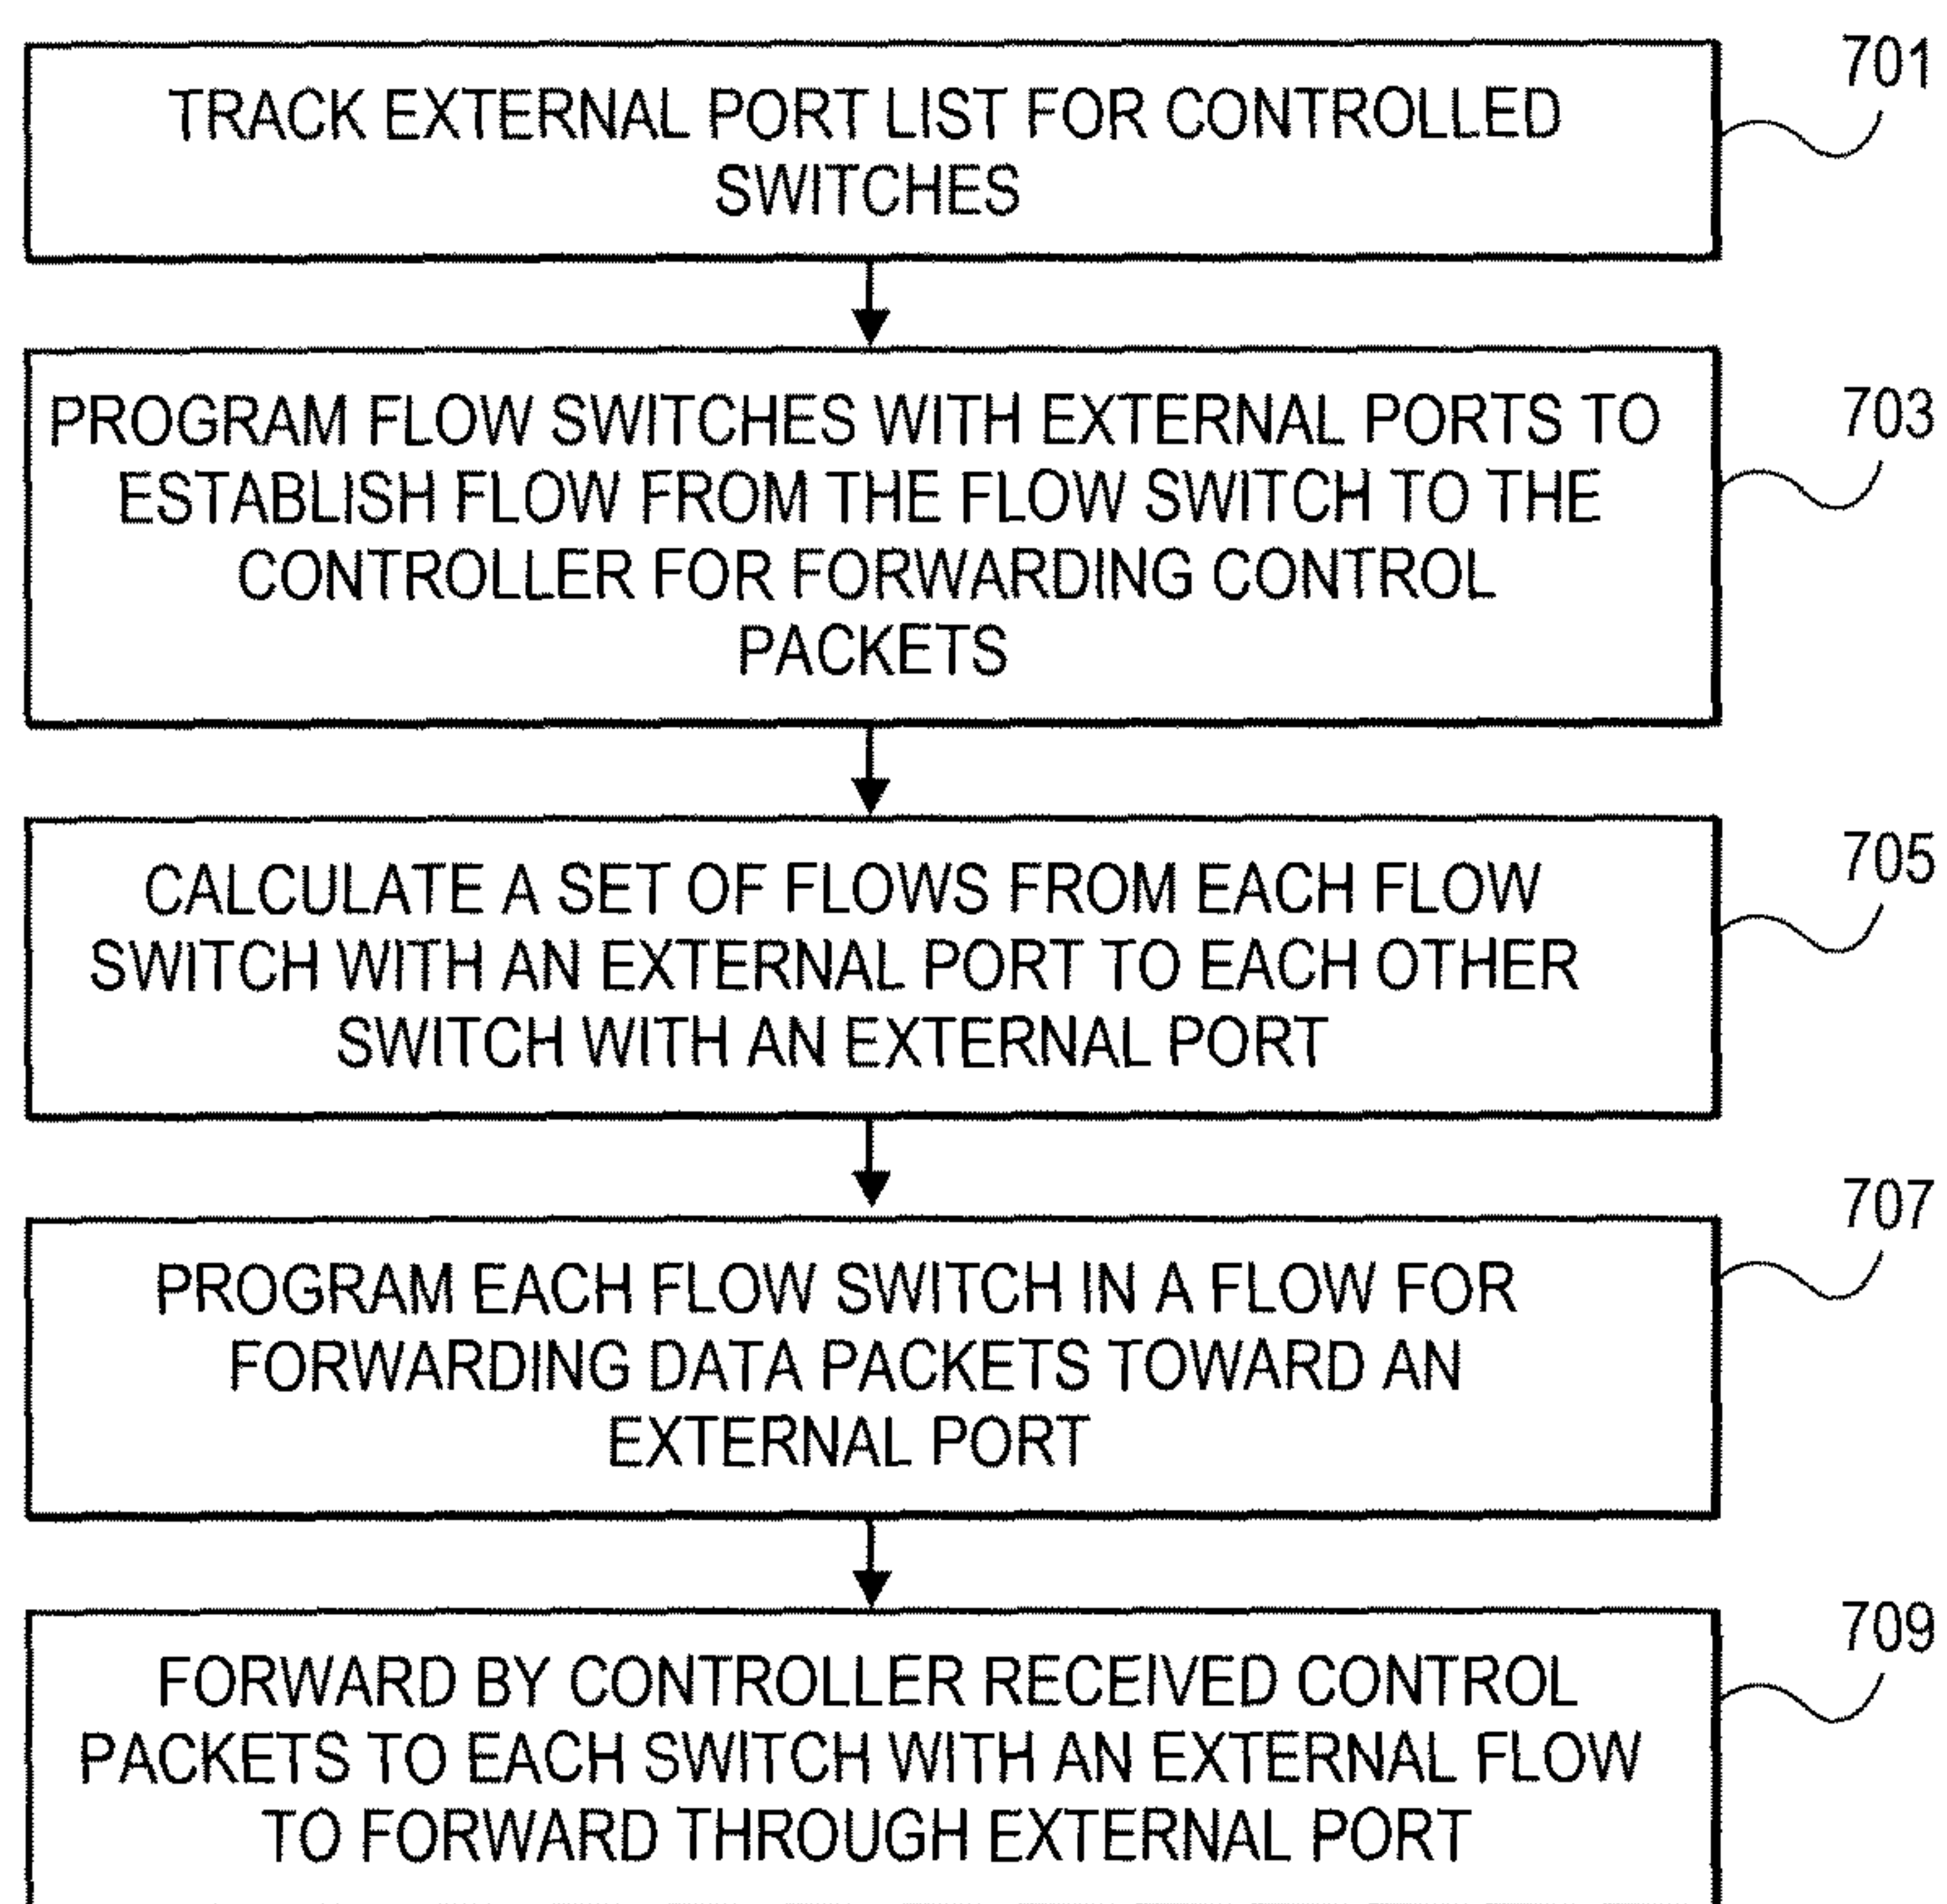 TRACK EXTERNAL PORT LIST FOR CONTROLLED
SWITCHES
701
PROGRAM FLOW SWITCHES WITH EXTERNAL PORTS TO
ESTABLISH FLOW FROM THE FLOW SWITCH TO THE
CONTROLLER FOR FORWARDING CONTROL
PACKETS
703
CALCULATE A SET OF FLOWS FROM EACH FLOW
SWITCH WITH AN EXTERNAL PORT TO EACH OTHER
SWITCH WITH AN EXTERNAL PORT
705
PROGRAM EACH FLOW SWITCH IN A FLOW FOR
FORWARDING DATA PACKETS TOWARD AN
EXTERNAL PORT
707
FORWARD BY CONTROLLER RECEIVED CONTROL
PACKETS TO EACH SWITCH WITH AN EXTERNAL FLOW
TO FORWARD THROUGH EXTERNAL PORT
709